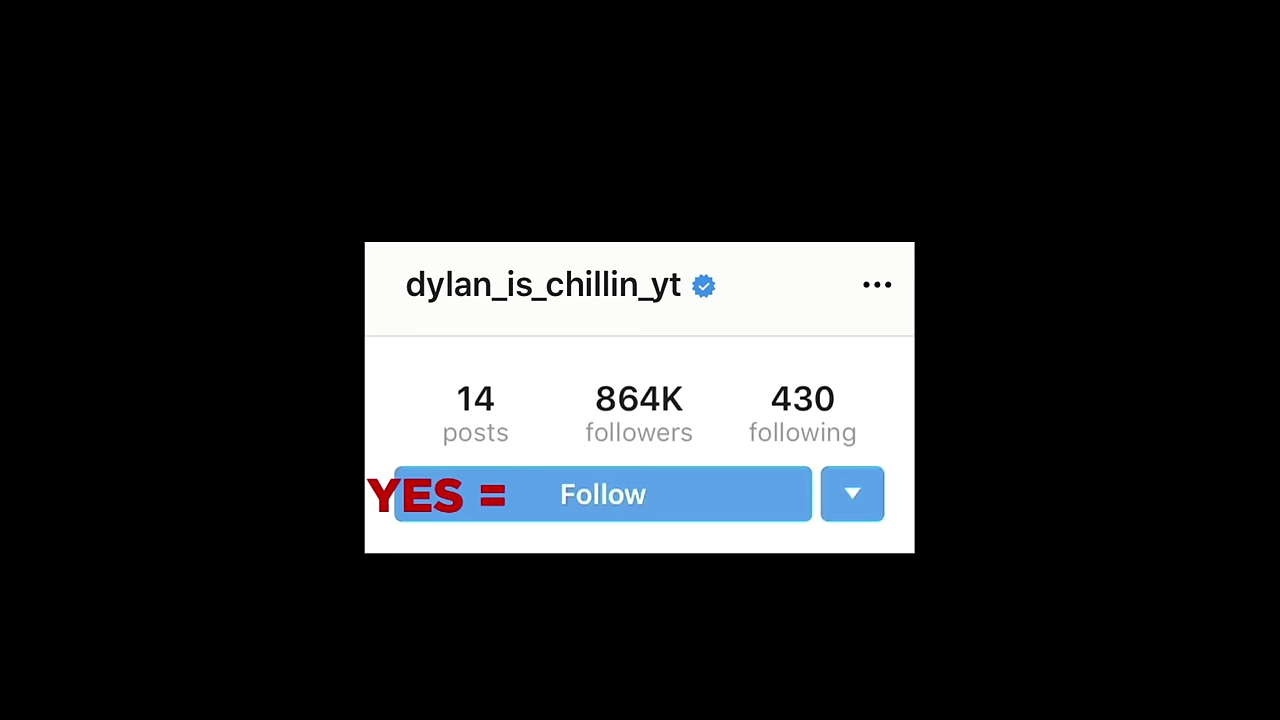 dylan_is_chillin_yt
14 864K 430
posts followers following
YES = Follow